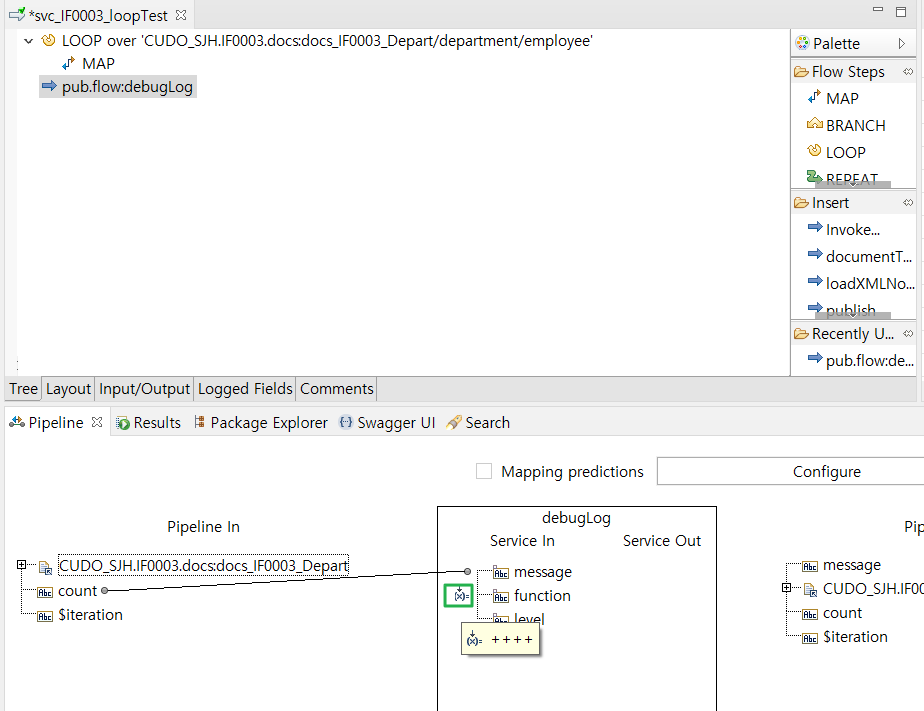 *svc_IF0003_loopTest
LOOP over 'CUDO_SJH.IF0003.docs:docs_IF0003_Depart/department/employee'
MAP
pub.flow:debugLog
Palette
Flow Steps
MAP
BRANCH
LOOP
REPEAT
Insert
Invoke...
documentT...
loadXMLNo...
publish
Recently U...
pub.flow:de...
Tree Layout Input/Output Logged Fields Comments
Pipeline Results Package Explorer Swagger UI Search
Mapping predictions Configure
Pipeline In
CUDO_SJH.IF0003.docs:docs_IF0003_Depart
count
$iteration
debugLog
Service In Service Out
message
function
level
++++
Pip
message
CUDO_SJH.IF00
count
$iteration